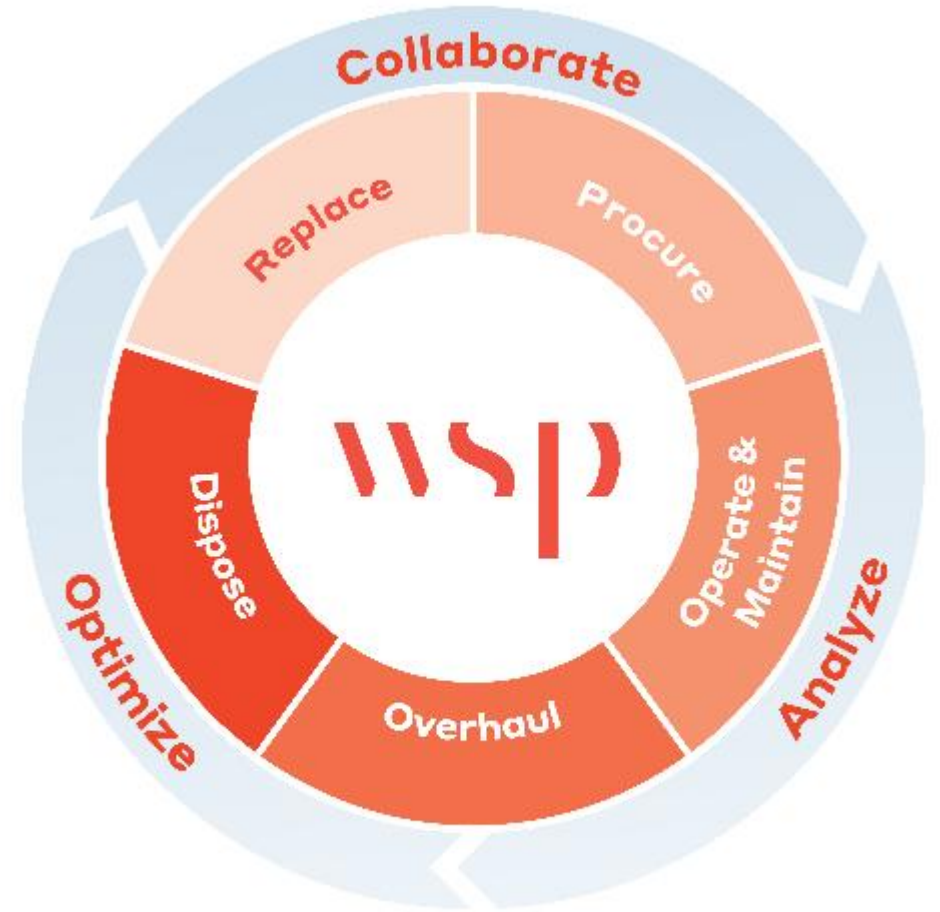 Collaborate
Replace
Procure
wsp
Dispose
Operate &
Maintain
Overhaul
Optimize
Analyze